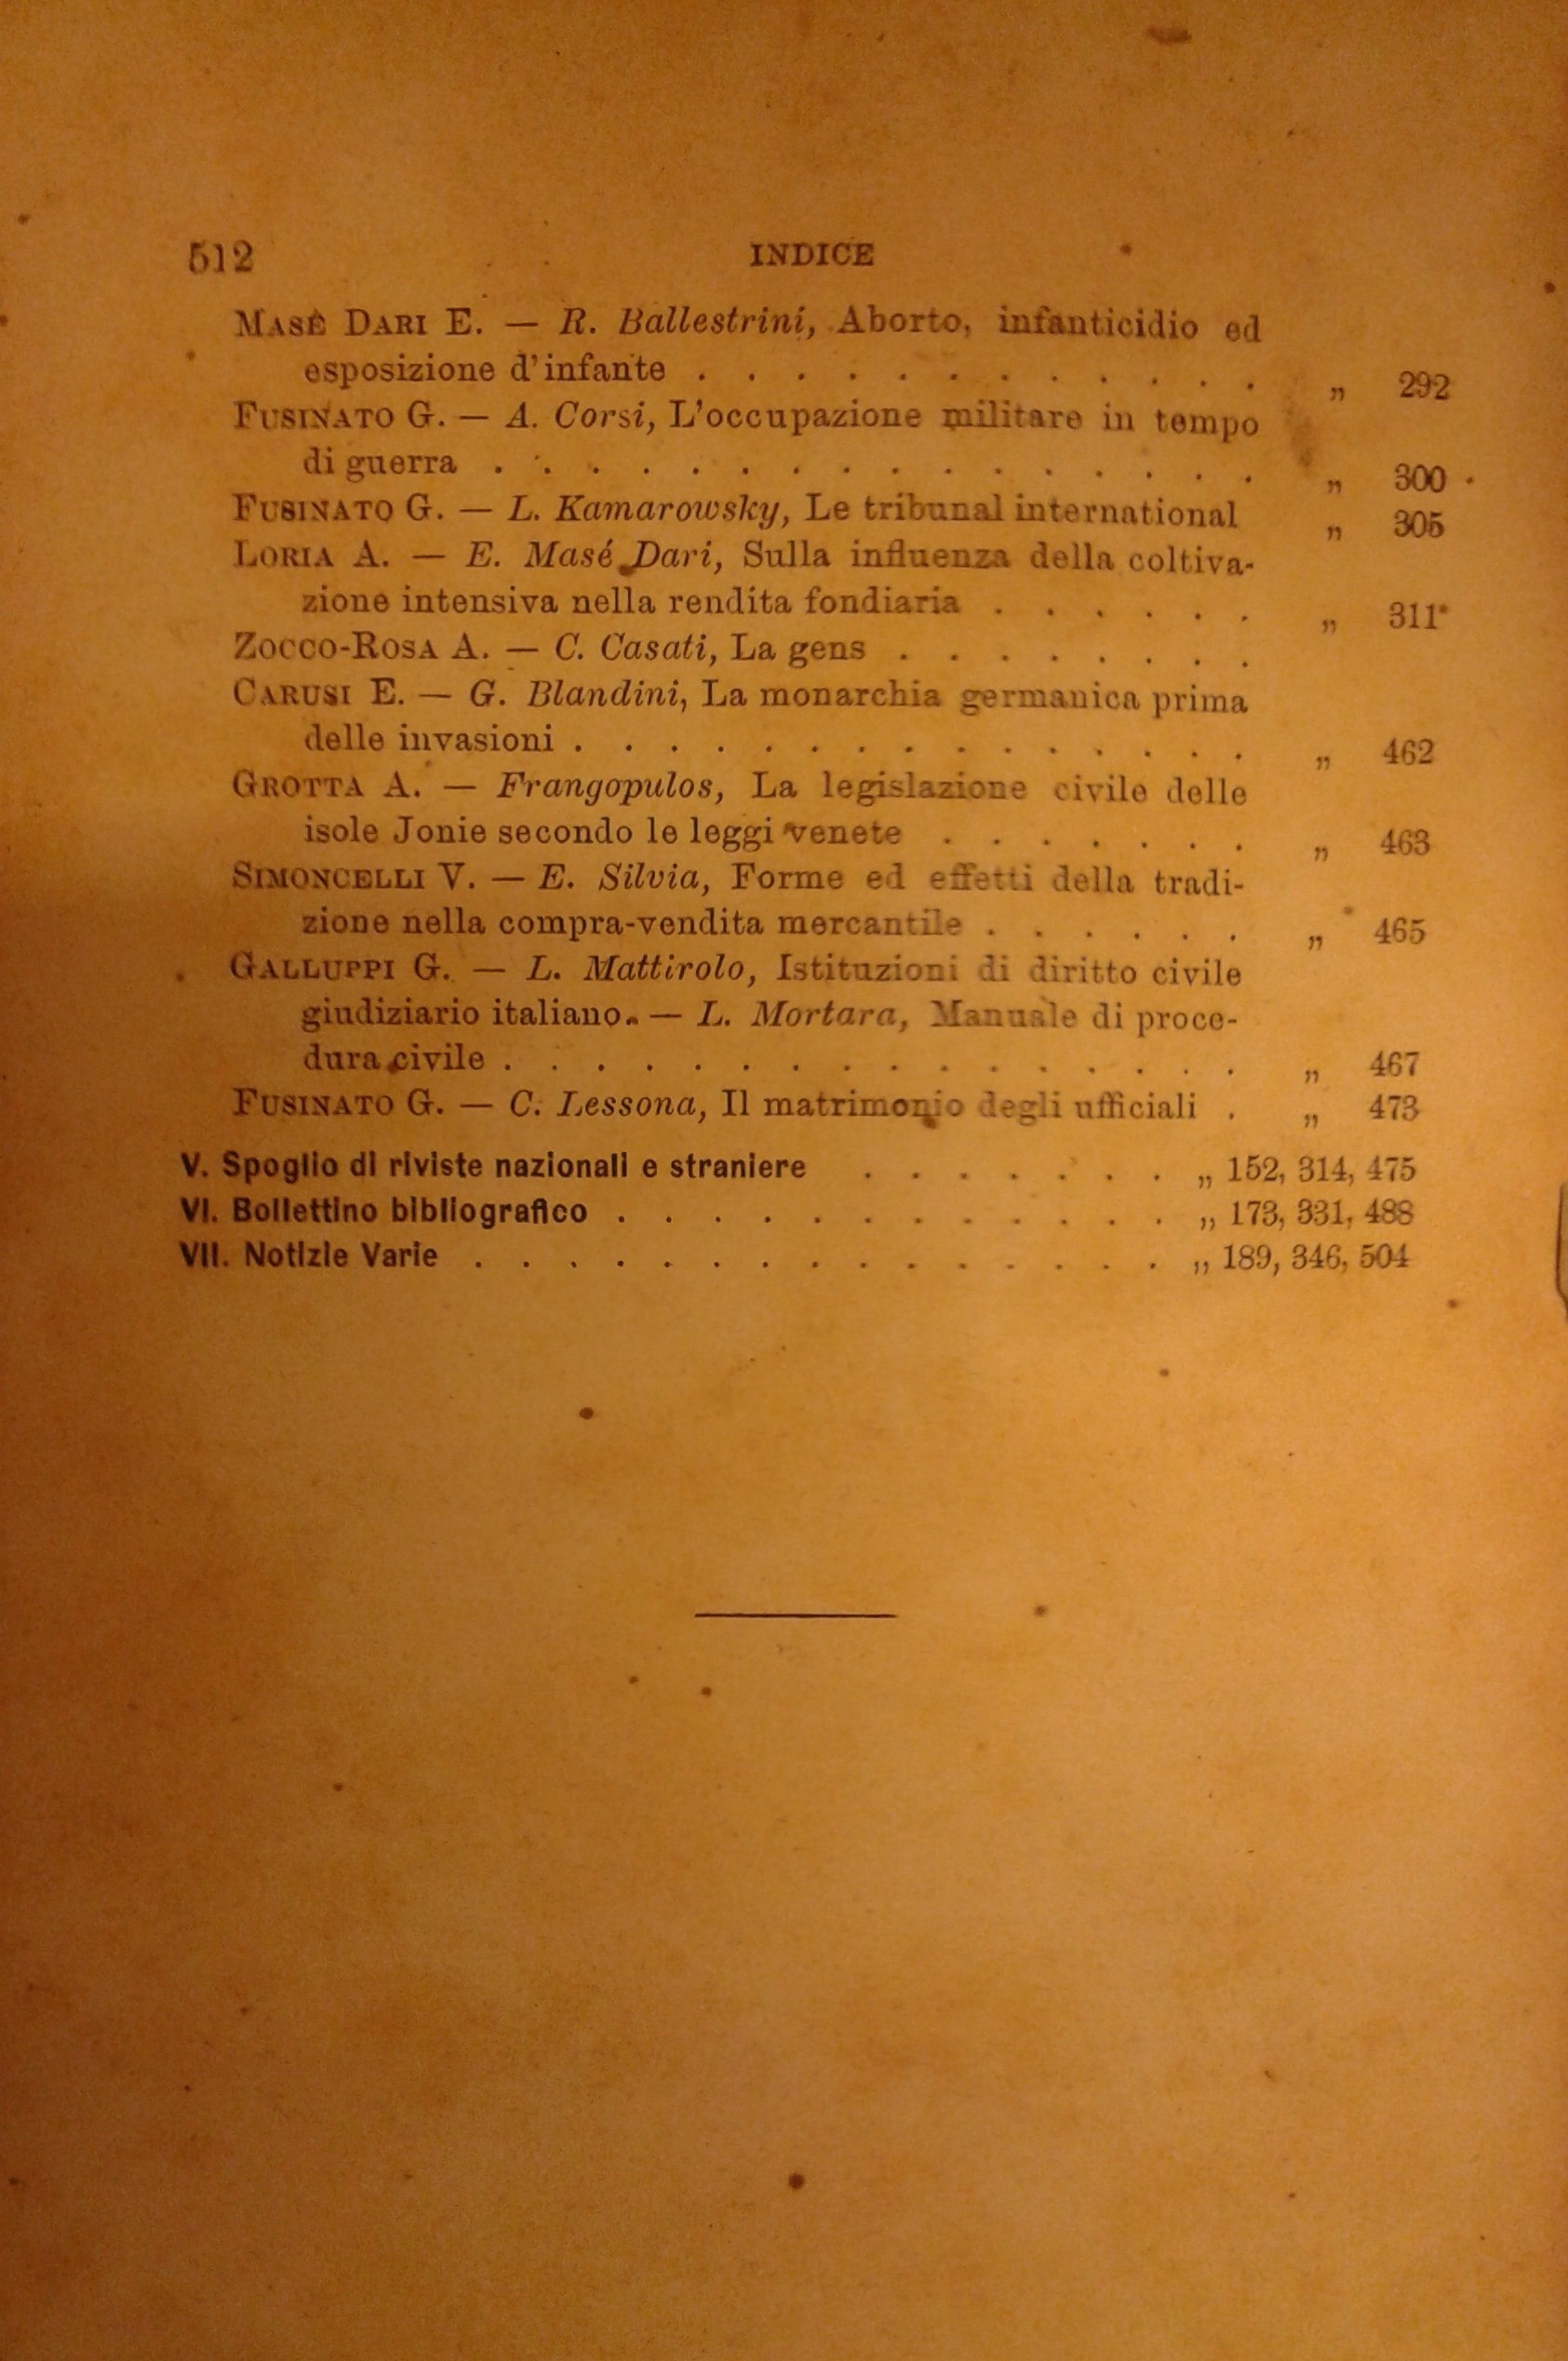 512 INDICE
MASÉ DARI E. — R. Ballestrini, Aborto, infanticidio ed
esposizione d'infante . . . . . . . . . . . . „ 292
FUSINATO G. — A. Corsi, L'occupazione militare in tempo
di guerra . . . . . . . . . . . . . . . . „ 300
FUSINATO G. — L. Kamarowsky, Le tribunal international „ 305
LORIA A. — E. Masé Dari, Sulla influenza della coltiva-
zione intensiva nella rendita fondiaria . . . . . . „ 311
ZOCCO-ROSA A. — C. Casati, La gens . . . . . . . .
CARUSI E. — G. Blandini, La monarchia germanica prima
delle invasioni . . . . . . . . . . . . . . „ 462
GROTTA A. — Frangopulos, La legislazione civile delle
isole Jonie secondo le leggi venete . . . . . . . „ 463
SIMONCELLI V. — E. Silvia, Forme ed effetti della tradi-
zione nella compra-vendita mercantile . . . . . . „ 465
GALLUPPI G. — L. Mattirolo, Istituzioni di diritto civile
giudiziario italiano. — L. Mortara, Manuale di proce-
dura civile . . . . . . . . . . . . . . . . „ 467
FUSINATO G. — C. Lessona, Il matrimonio degli ufficiali . „ 473
V. Spoglio di riviste nazionali e straniere . . . . . . . „ 152, 314, 475
VI. Bollettino bibliografico . . . . . . . . . . . . „ 173, 331, 488
VII. Notizie Varie . . . . . . . . . . . . . . . „ 189, 346, 504